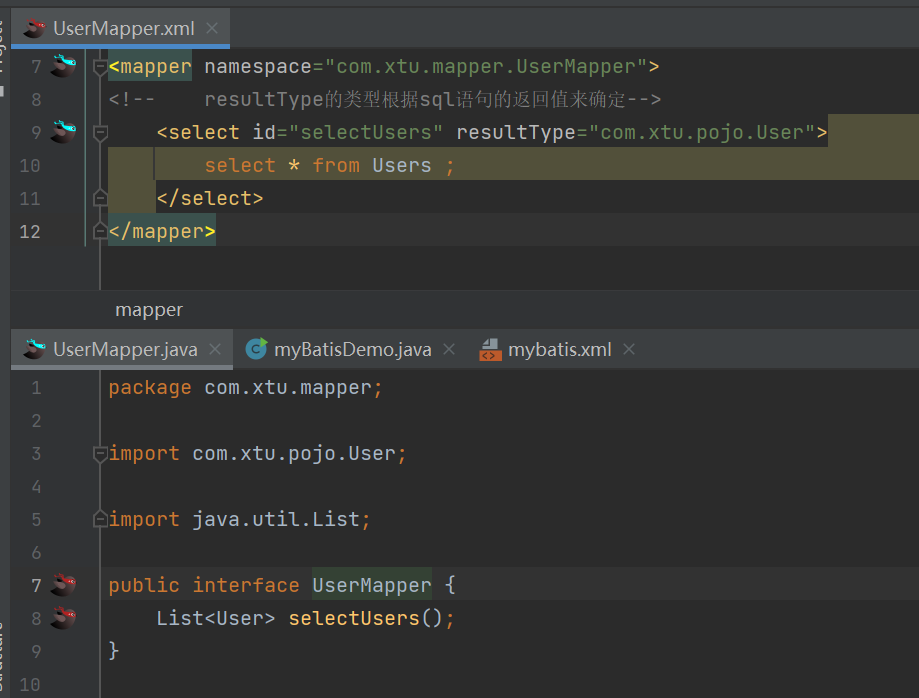 UserMapper.xml
7 <mapper namespace="com.xtu.mapper.UserMapper">
8 <!--    resultType的类型根据sql语句的返回值来确定-->
9     <select id="selectUsers" resultType="com.xtu.pojo.User">
10         select * from Users ;
11     </select>
12 </mapper>
mapper
UserMapper.java myBatisDemo.java mybatis.xml
1 package com.xtu.mapper;
2
3 import com.xtu.pojo.User;
4
5 import java.util.List;
6
7 public interface UserMapper {
8     List<User> selectUsers();
9 }
10